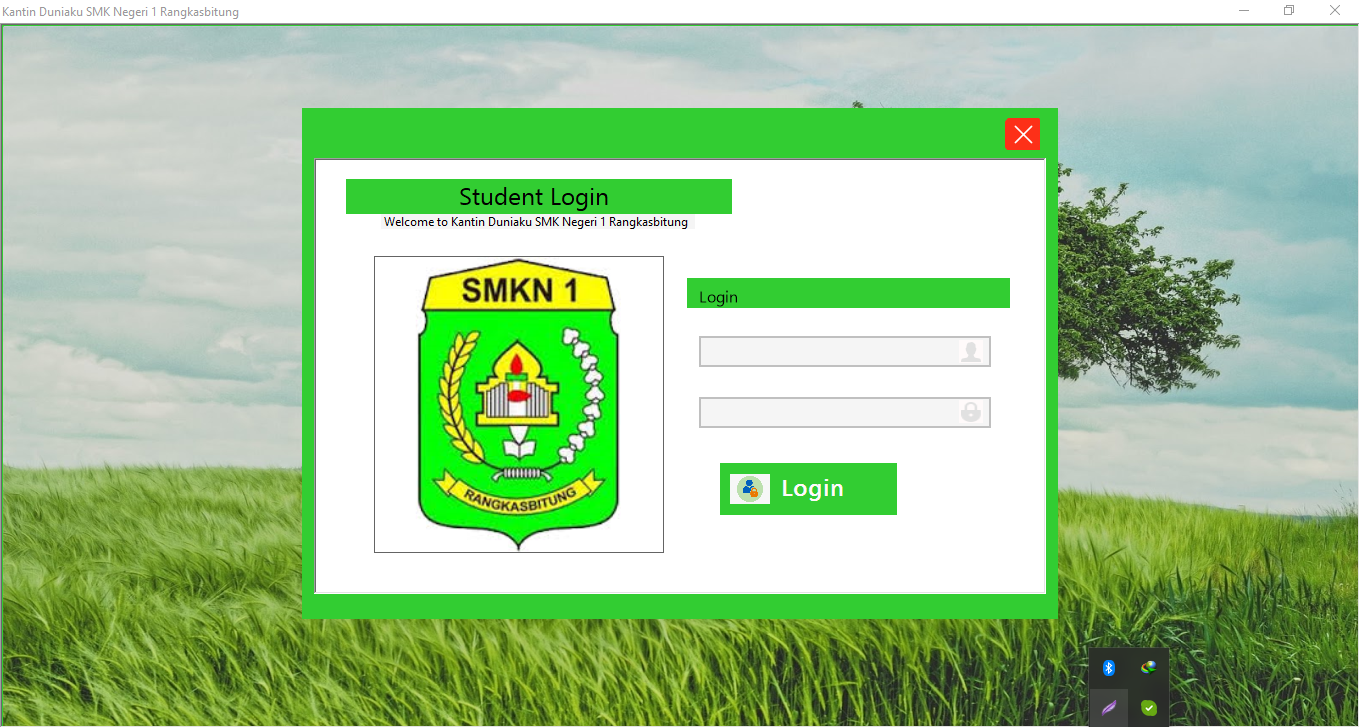 Kantin Duniaku SMK Negeri 1 Rangkasbitung
Student Login
Welcome to Kantin Duniaku SMK Negeri 1 Rangkasbitung
SMKN 1
RANGKASBITUNG
Login
Login